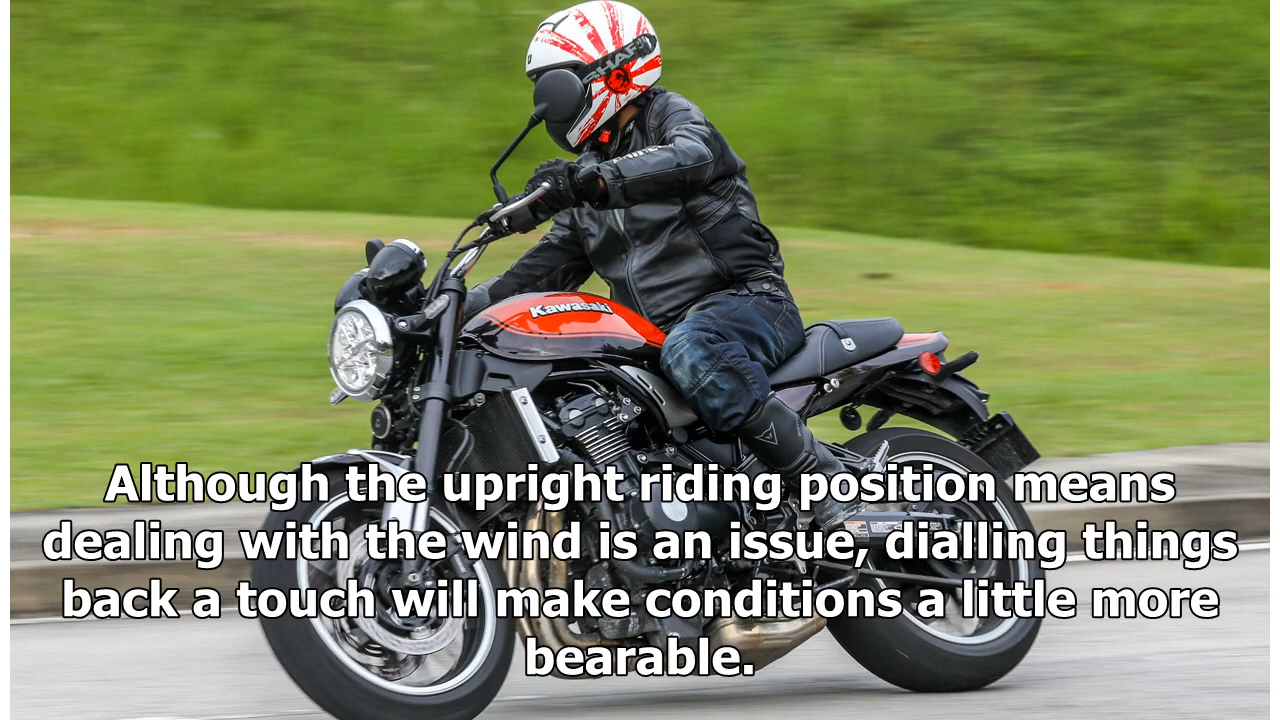 SHARK
Kawasaki
Although the upright riding position means
dealing with the wind is an issue, dialling things
back a touch will make conditions a little more
bearable.